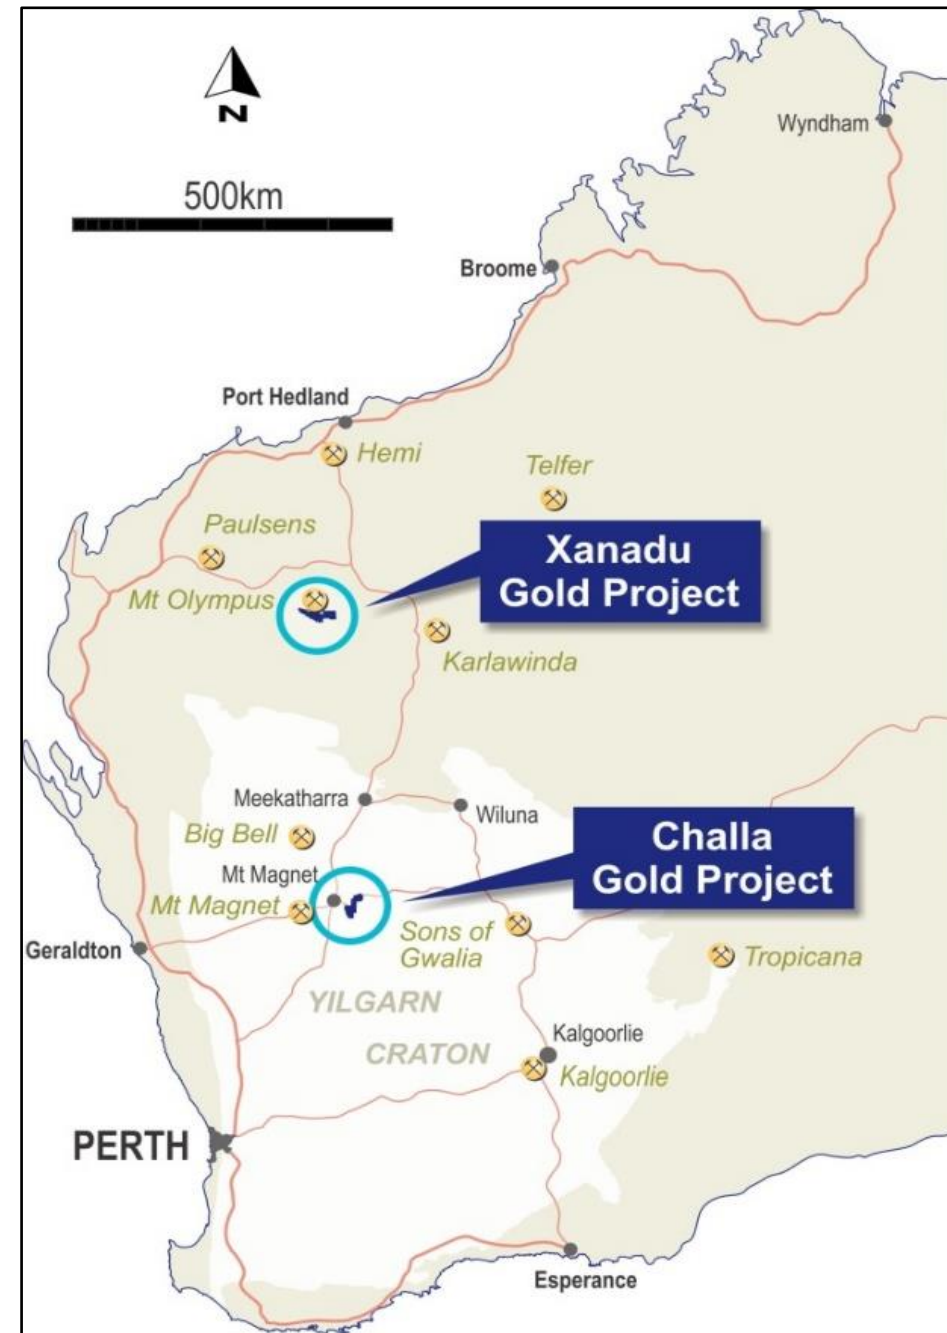 N
500km
Wyndham
Broome
Port Hedland
Hemi
Telfer
Paulsens
Xanadu
Gold Project
Mt Olympus
Karlawinda
Meekatharra
Wiluna
Big Bell
Challa
Gold Project
Mt Magnet
Mt Magnet
Sons of
Gwalia
Geraldton
Tropicana
YILGARN
CRATON
Kalgoorlie
Kalgoorlie
PERTH
Esperance